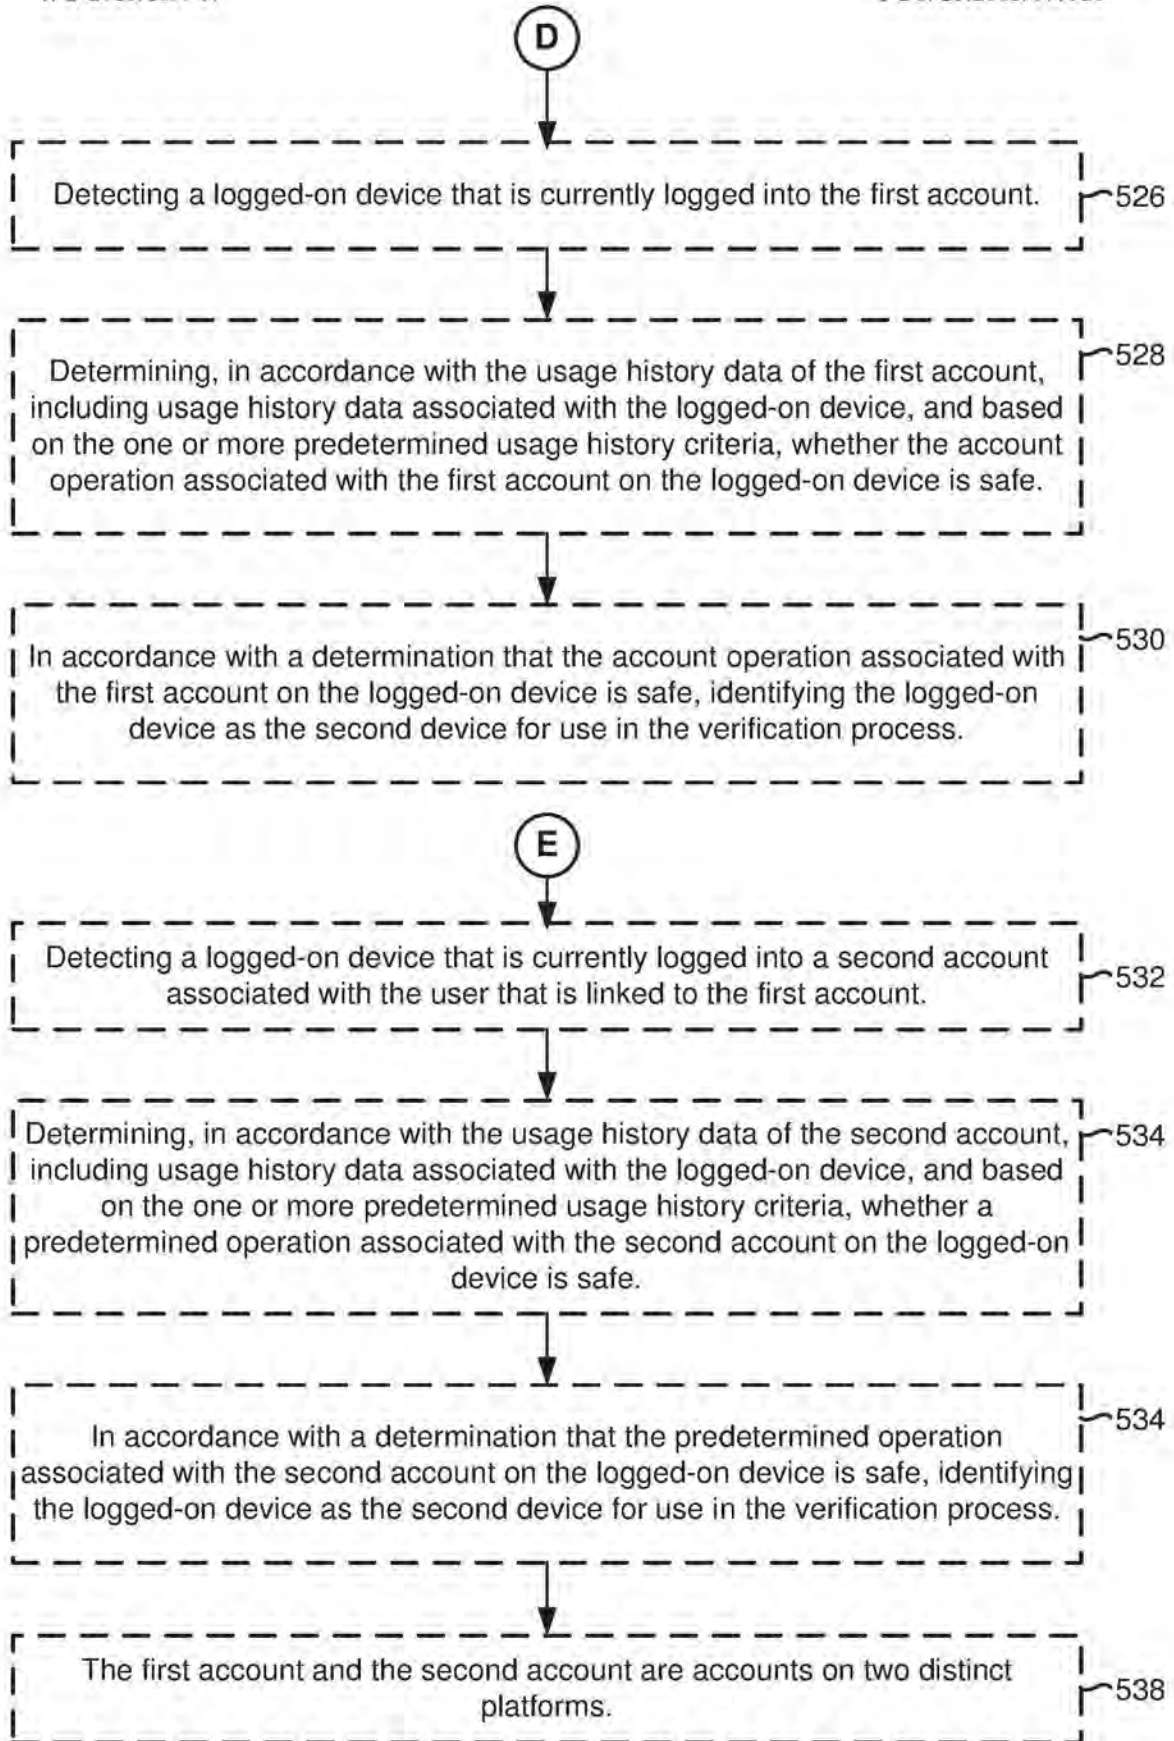 D
Detecting a logged-on device that is currently logged into the first account.
526
528
Determining, in accordance with the usage history data of the first account,
including usage history data associated with the logged-on device, and based
on the one or more predetermined usage history criteria, whether the account
operation associated with the first account on the logged-on device is safe.
530
In accordance with a determination that the account operation associated with
the first account on the logged-on device is safe, identifying the logged-on
device as the second device for use in the verification process.
E
Detecting a logged-on device that is currently logged into a second account
associated with the user that is linked to the first account.
532
Determining, in accordance with the usage history data of the second account,
534
including usage history data associated with the logged-on device, and based
on the one or more predetermined usage history criteria, whether a
predetermined operation associated with the second account on the logged-on
device is safe.
534
In accordance with a determination that the predetermined operation
associated with the second account on the logged-on device is safe, identifying
the logged-on device as the second device for use in the verification process.
The first account and the second account are accounts on two distinct
platforms.
538